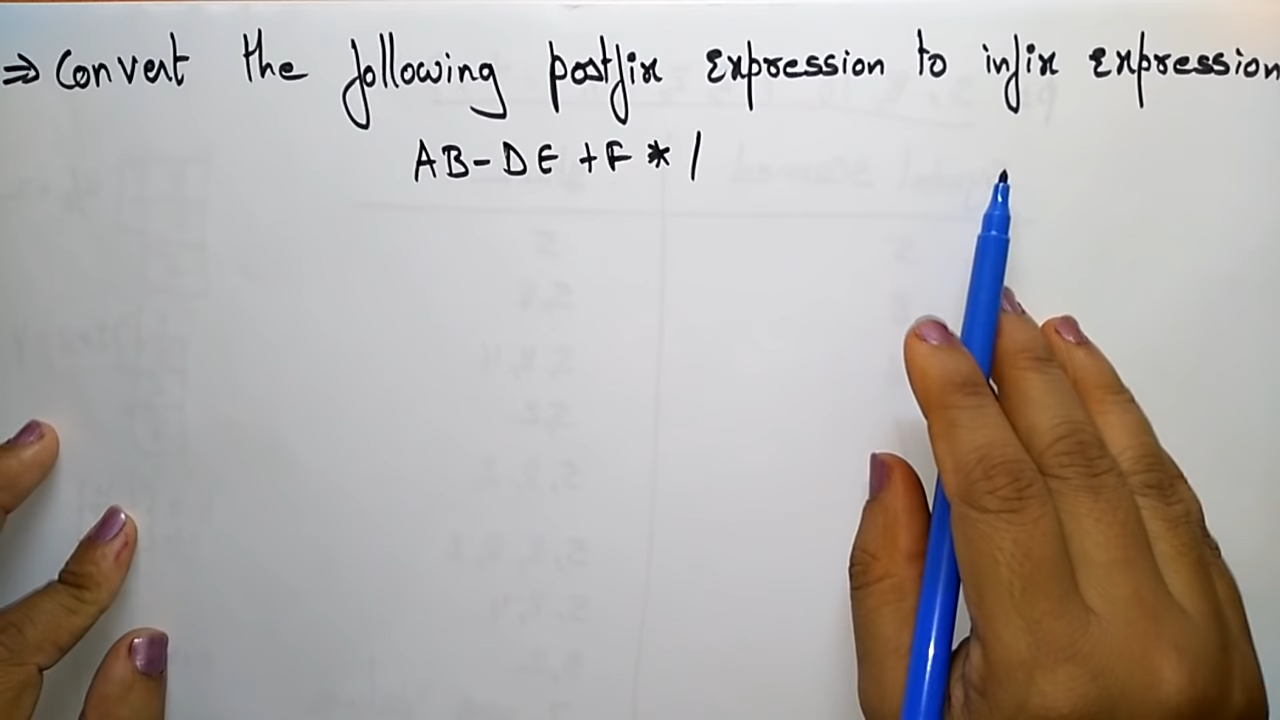 ⇒ Convert the following postfix expression to infix expression
AB-DE+F*/